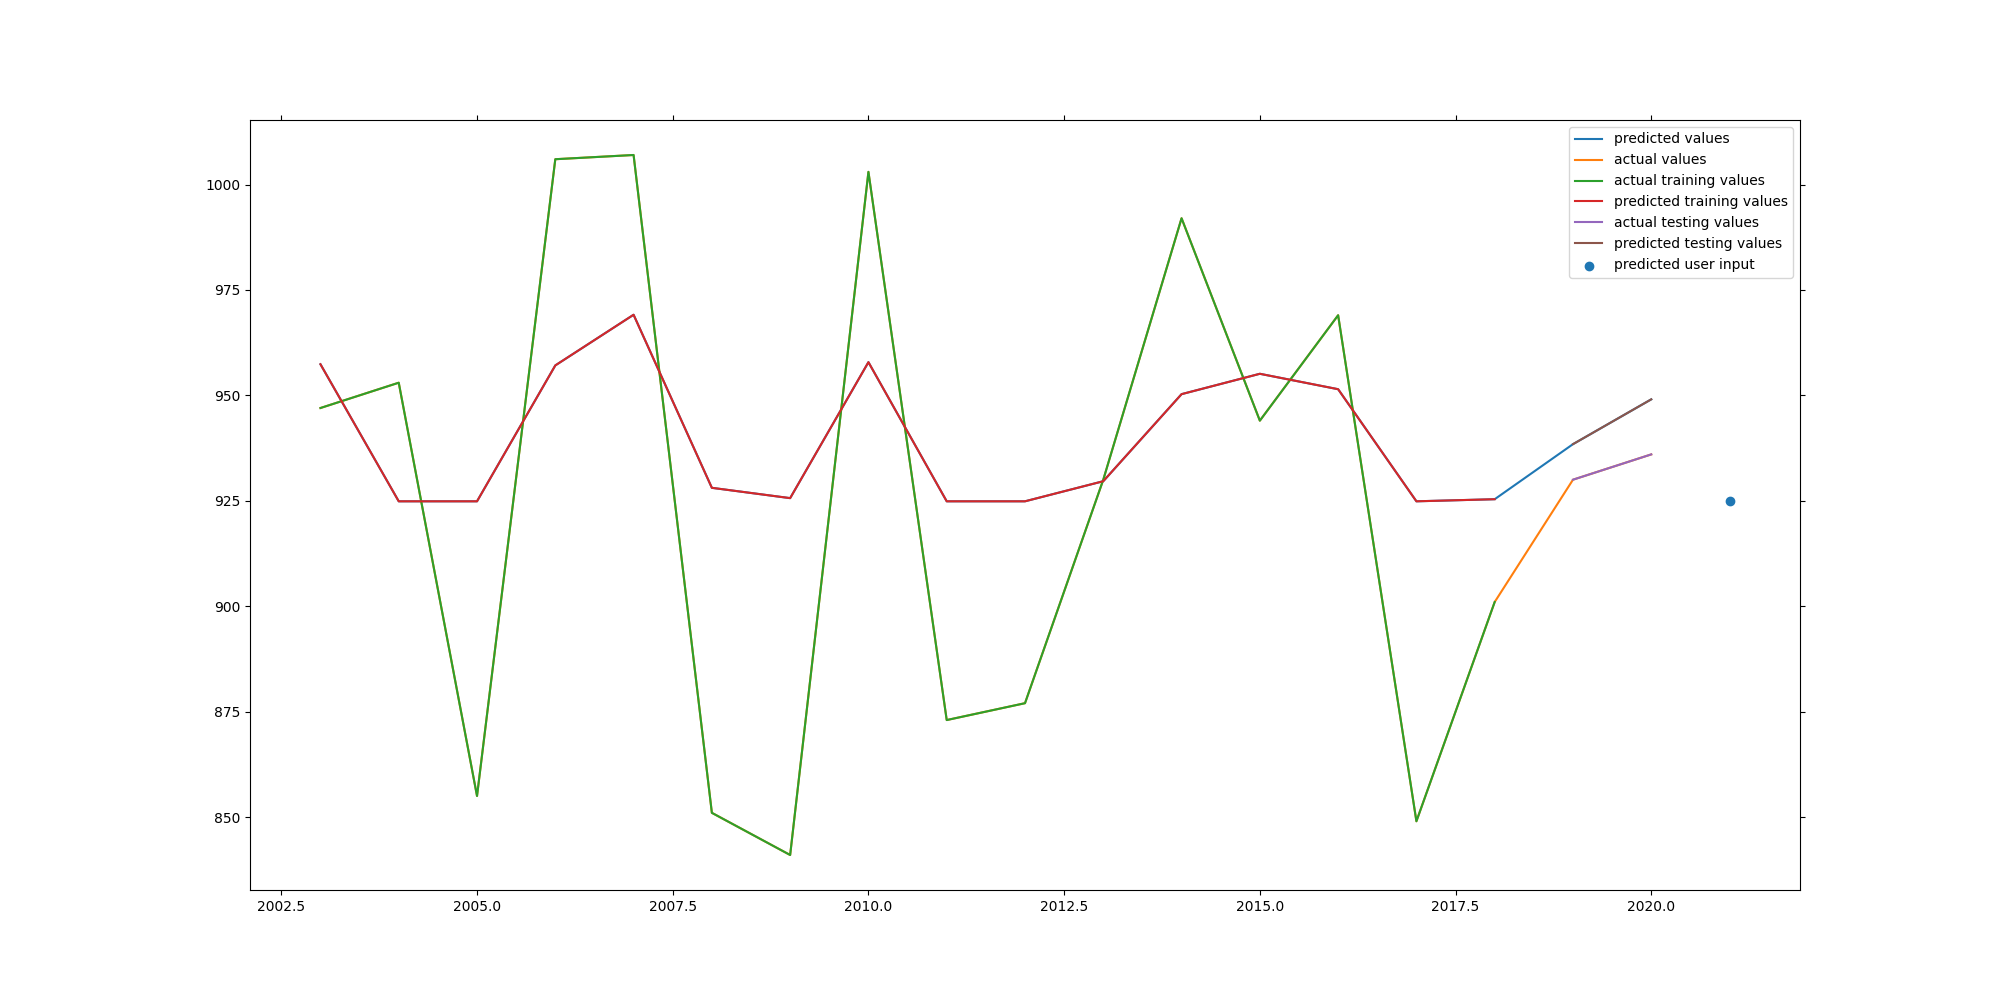 predicted values
actual values
actual training values
predicted training values
actual testing values
predicted testing values
predicted user input
1000
975
950
925
900
875
850
2002.5 2005.0 2007.5 2010.0 2012.5 2015.0 2017.5 2020.0